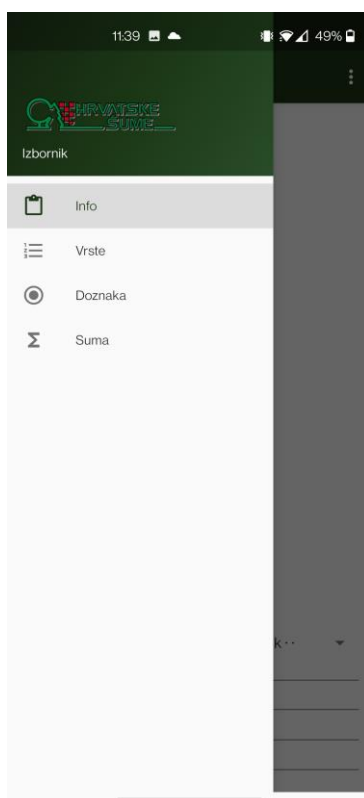 11:39 49%
HRVATSKE
ŠUME
Izbornik
Info
Vrste
Doznaka
Suma
k